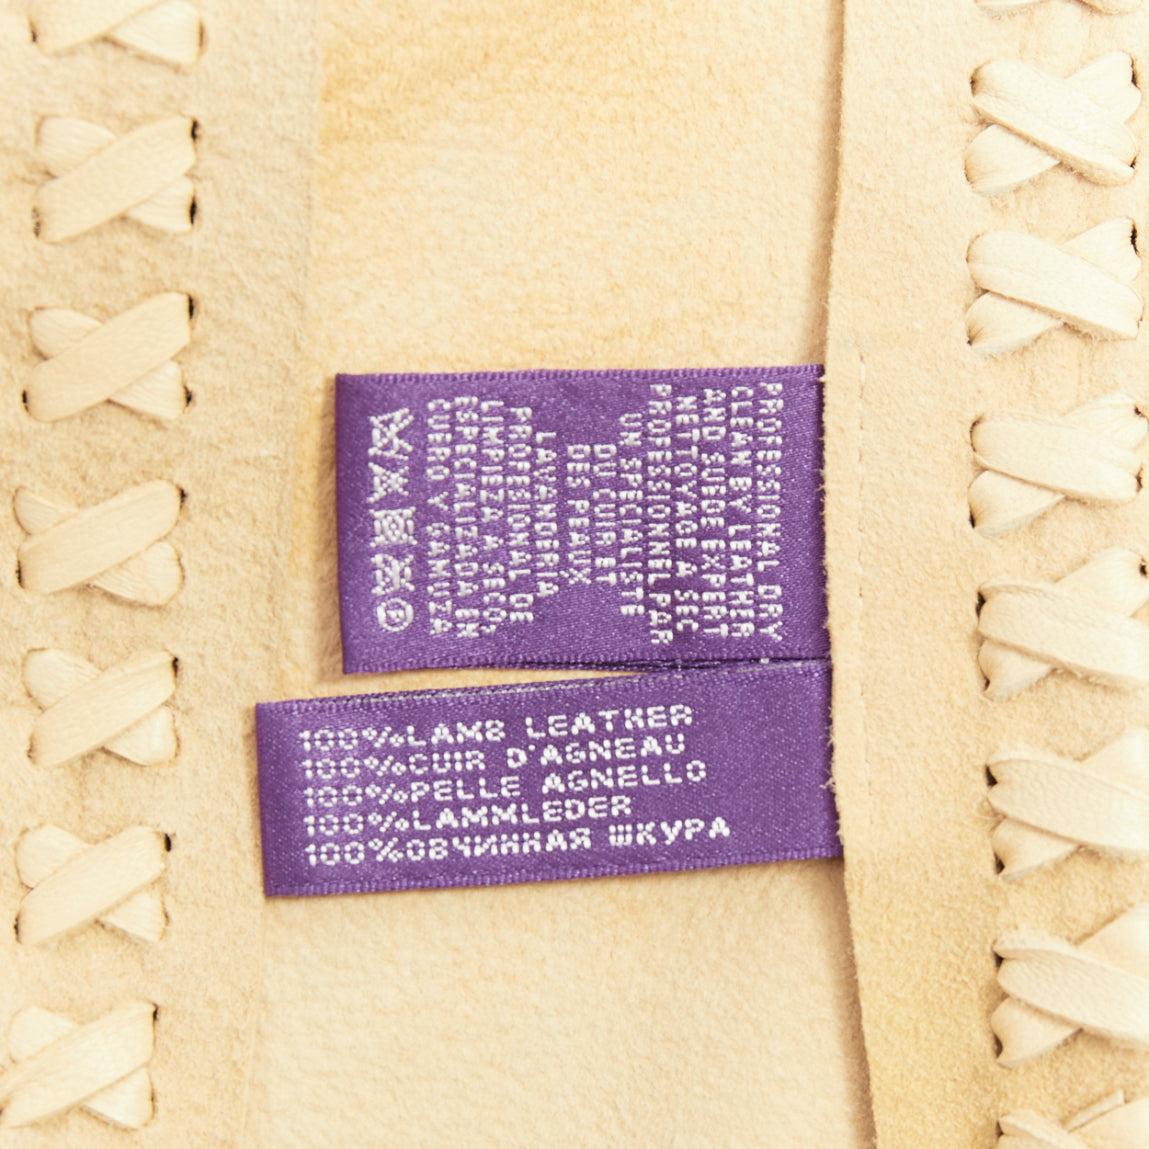 PROFESSIONAL DRY
CLEAN BY LEATHER
AND SUEDE EXPERT
NETTOYAGE A SEC
PROFESSIONNEL PAR
UN SPECIALISTE
DU CUIR ET
DES PEAUX
LAVANDERIA
PROFESIONAL DE
LIMPIEZA A SECO,
ESPECIALIZADA EN
CUERO Y GAMUZA
100%LAMB LEATHER
100%CUIR D'AGNEAU
100%PELLE AGNELLO
100%LAMMLEDER
100%ОВЧИННАЯ ШКУРА